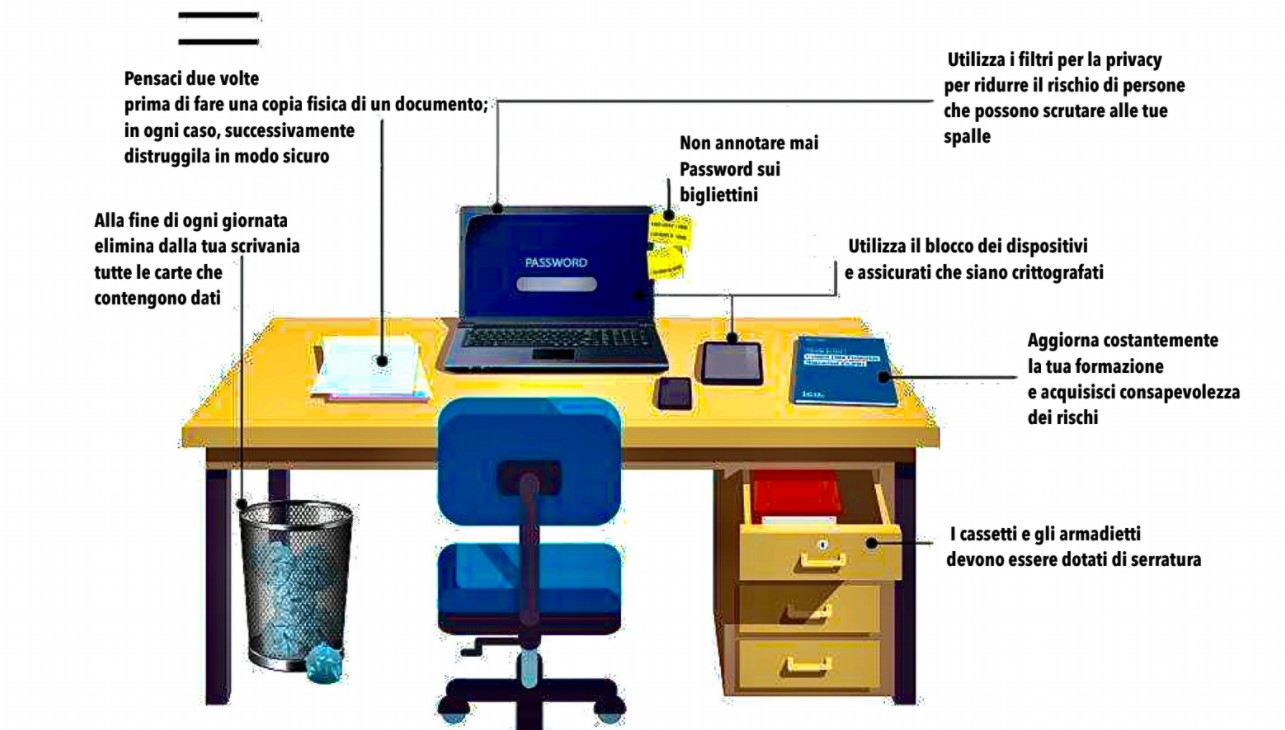 Pensaci due volte
prima di fare una copia fisica di un documento;
in ogni caso, successivamente
distruggila in modo sicuro
Utilizza i filtri per la privacy
per ridurre il rischio di persone
che possono scrutare alle tue
spalle
Non annotare mai
Password sui
bigliettini
Alla fine di ogni giornata
elimina dalla tua scrivania
tutte le carte che
contengono dati
Utilizza il blocco dei dispositivi
e assicurati che siano crittografati
PASSWORD
Aggiorna costantemente
la tua formazione
e acquisisci consapevolezza
dei rischi
I cassetti e gli armadietti
devono essere dotati di serratura